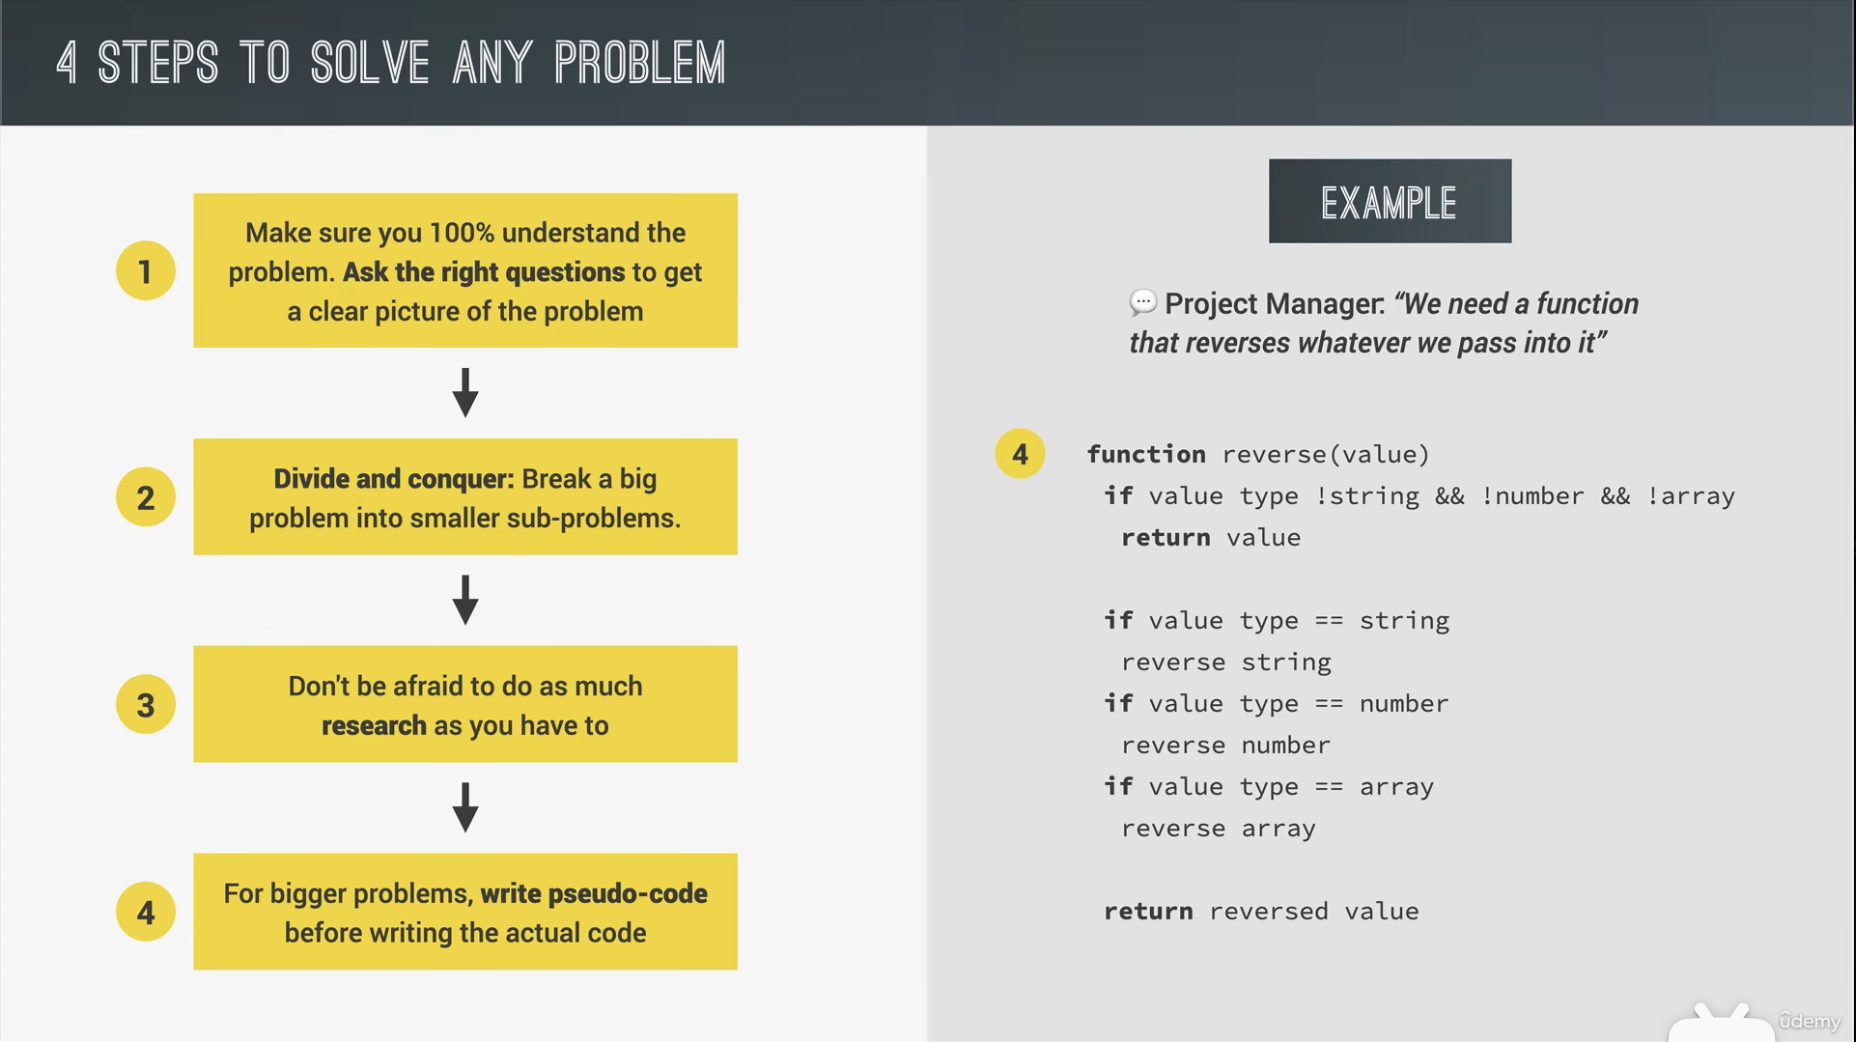 4 STEPS TO SOLVE ANY PROBLEM
1
Make sure you 100% understand the
problem. Ask the right questions to get
a clear picture of the problem
2
Divide and conquer: Break a big
problem into smaller sub-problems.
3
Don't be afraid to do as much
research as you have to
4
For bigger problems, write pseudo-code
before writing the actual code
EXAMPLE
💬 Project Manager: “We need a function
that reverses whatever we pass into it”
4
function reverse(value)
if value type !string && !number && !array
return value
if value type == string
reverse string
if value type == number
reverse number
if value type == array
reverse array
return reversed value
ûdemy